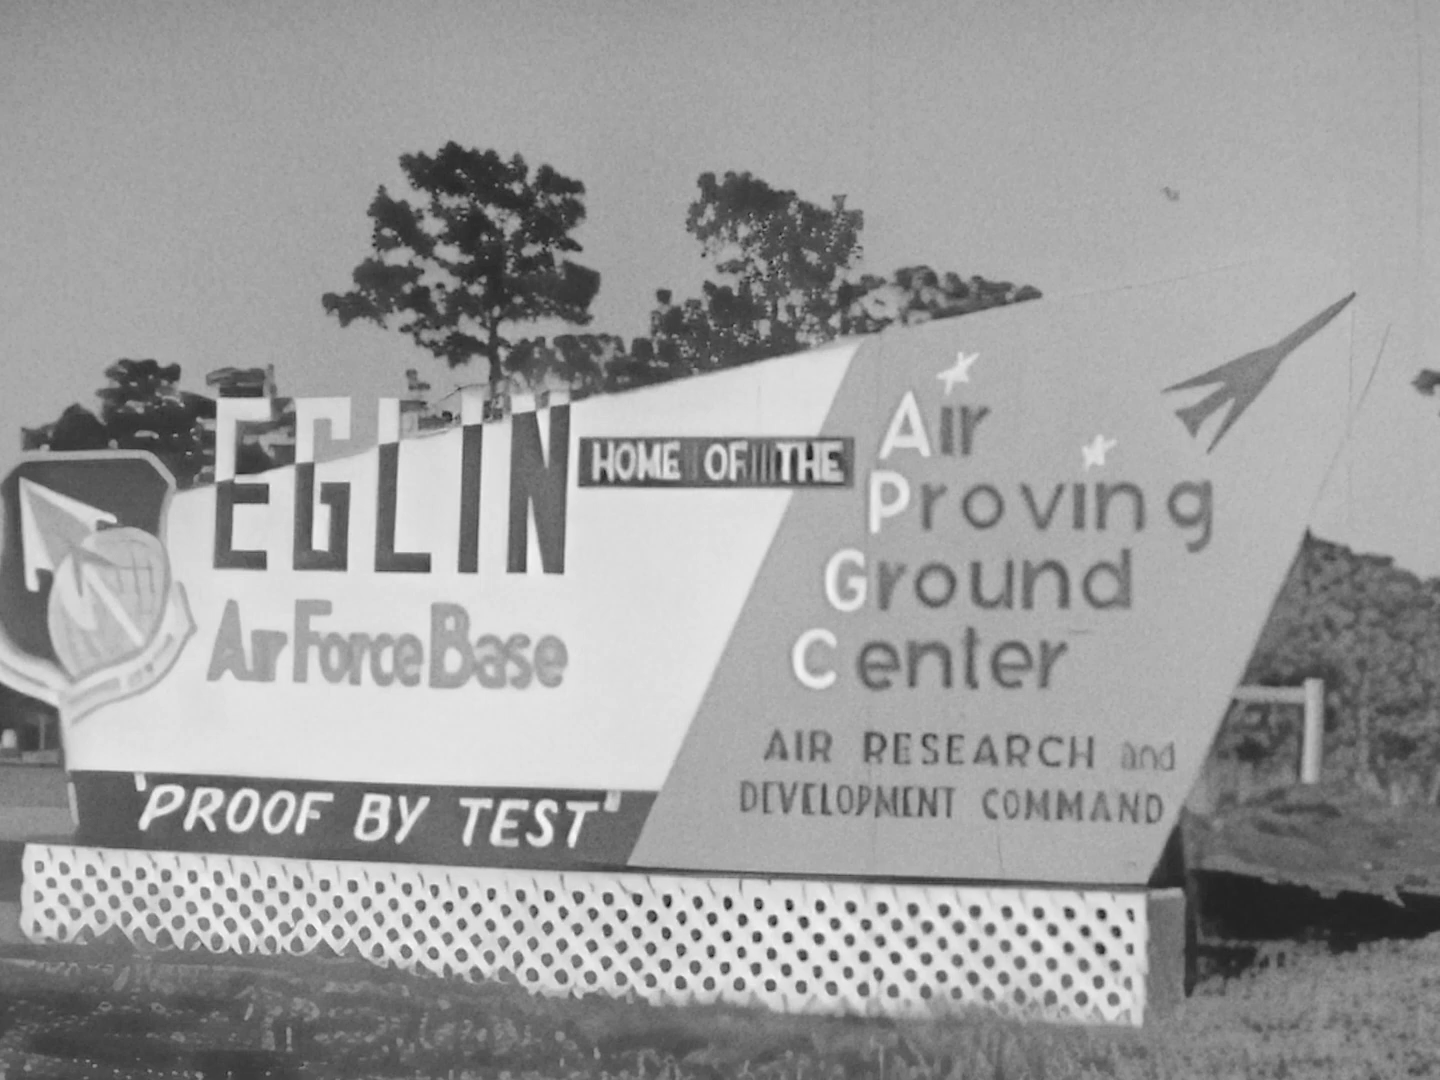 EGLIN
Air Force Base
HOME OF THE
Air
Proving
Ground
Center
AIR RESEARCH and
DEVELOPMENT COMMAND
"PROOF BY TEST"